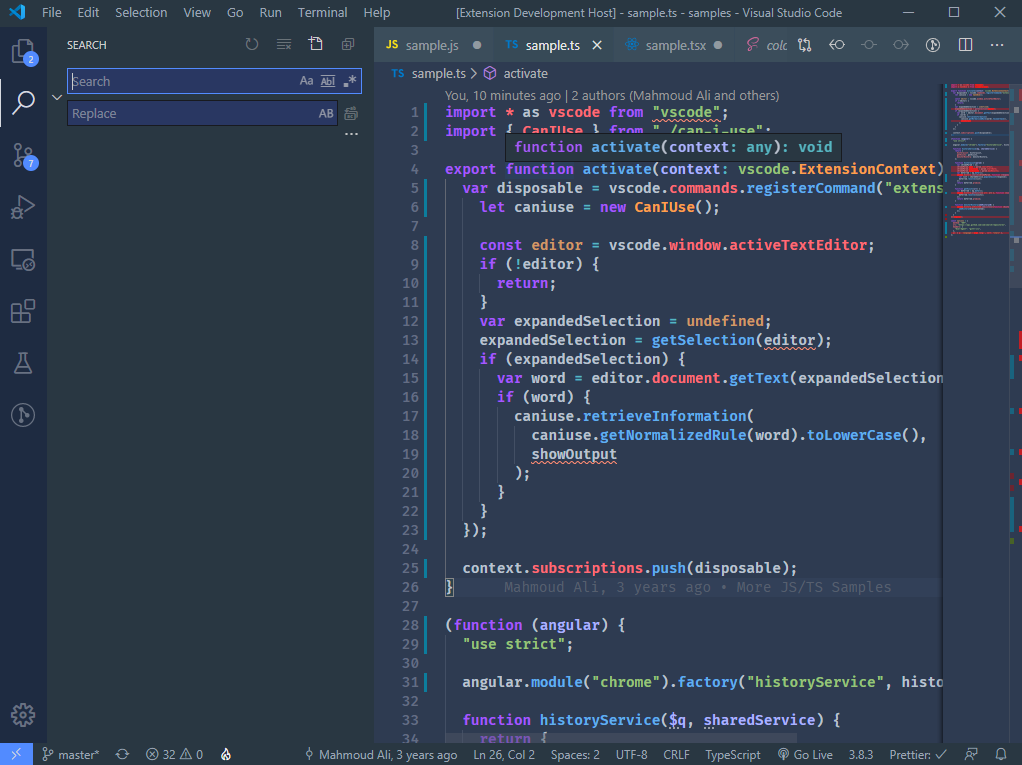 File Edit Selection View Go Run Terminal Help [Extension Development Host] - sample.ts - samples - Visual Studio Code
2
7
SEARCH
Search Aa Abl .*
Replace AB
...
JS sample.js TS sample.ts sample.tsx colo
TS sample.ts > activate
You, 10 minutes ago | 2 authors (Mahmoud Ali and others)
1 import * as vscode from "vscode";
2 import { CanIUse } from "./can-i-use";
function activate(context: any): void
3
4 export function activate(context: vscode.ExtensionContext)
5 var disposable = vscode.commands.registerCommand("extens
6 let caniuse = new CanIUse();
7
8 const editor = vscode.window.activeTextEditor;
9 if (!editor) {
10 return;
11 }
12 var expandedSelection = undefined;
13 expandedSelection = getSelection(editor);
14 if (expandedSelection) {
15 var word = editor.document.getText(expandedSelection
16 if (word) {
17 caniuse.retrieveInformation(
18 caniuse.getNormalizedRule(word).toLowerCase(),
19 showOutput
20 );
21 }
22 }
23 });
24
25 context.subscriptions.push(disposable);
26 } Mahmoud Ali, 3 years ago • More JS/TS Samples
27
28 (function (angular) {
29 "use strict";
30
31 angular.module("chrome").factory("historyService", histo
32
33 function historyService($q, sharedService) {
34 return {
master* 32 0 Mahmoud Ali, 3 years ago Ln 26, Col 2 Spaces: 2 UTF-8 CRLF TypeScript Go Live 3.8.3 Prettier: ✓